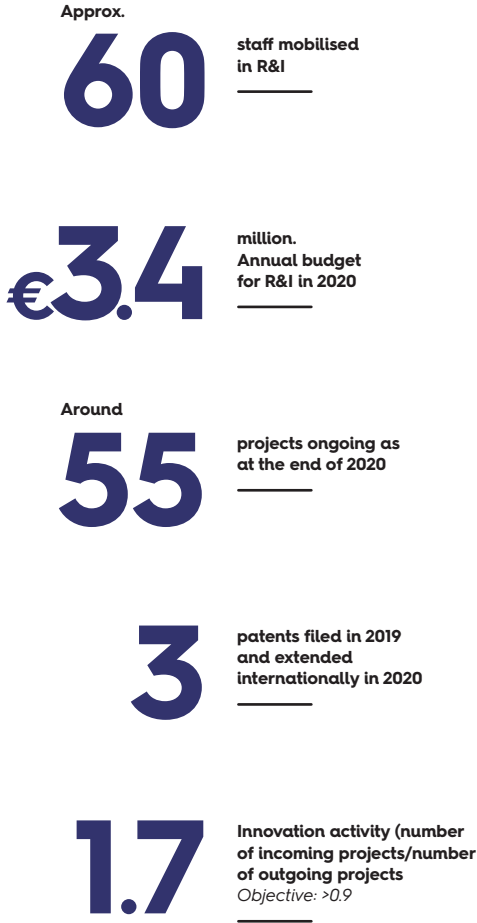 Approx.
60
staff mobilised
in R&I
€3.4
million.
Annual budget
for R&I in 2020
Around
55
projects ongoing as
at the end of 2020
3
patents filed in 2019
and extended
internationally in 2020
1.7
Innovation activity (number
of incoming projects/number
of outgoing projects
Objective: >0.9